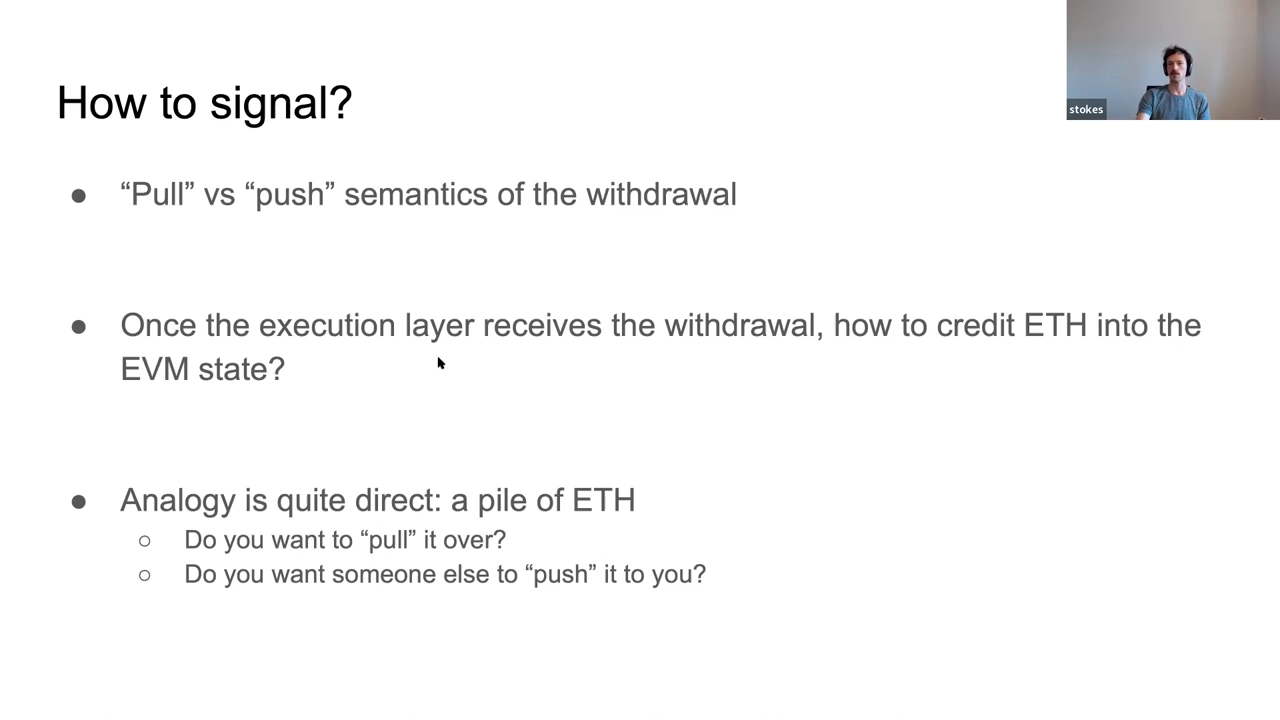 How to signal?
stokes
● “Pull” vs “push” semantics of the withdrawal
● Once the execution layer receives the withdrawal, how to credit ETH into the
EVM state?
● Analogy is quite direct: a pile of ETH
○ Do you want to “pull” it over?
○ Do you want someone else to “push” it to you?